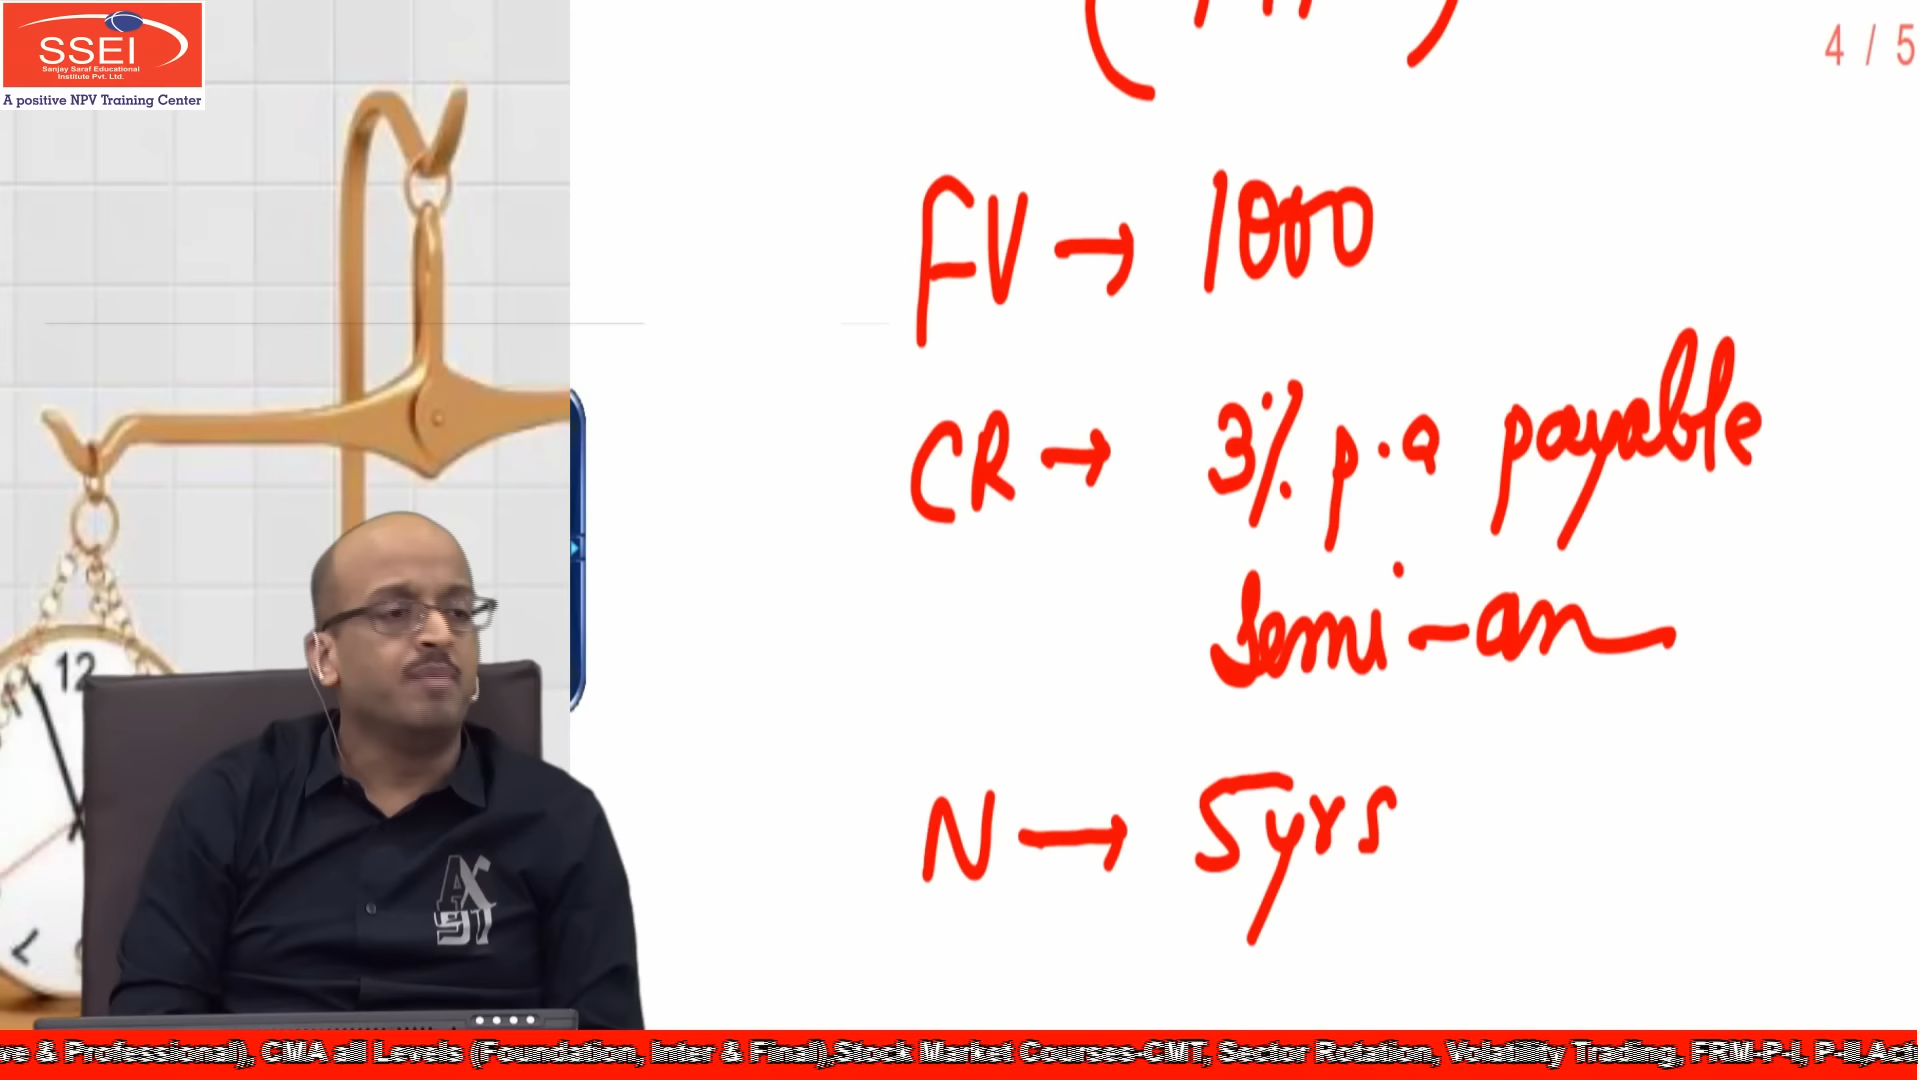 SSEI
Sanjay Saraf Educational
Institute Pvt. Ltd.
A positive NPV Training Center
4 / 5
FV → 1000
CR → 3% p.a payable
Semi-an
N → 5yrs
12
ve & Professional), CMA all Levels (Foundation, Inter & Final),Stock Market Courses-CMT, Sector Rotation, Volatility Trading, FRM-P-I, P-II,Act